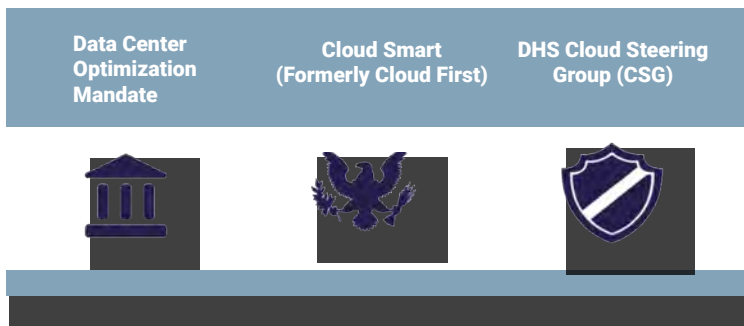 Data Center
Optimization
Mandate
Cloud Smart
(Formerly Cloud First)
DHS Cloud Steering
Group (CSG)